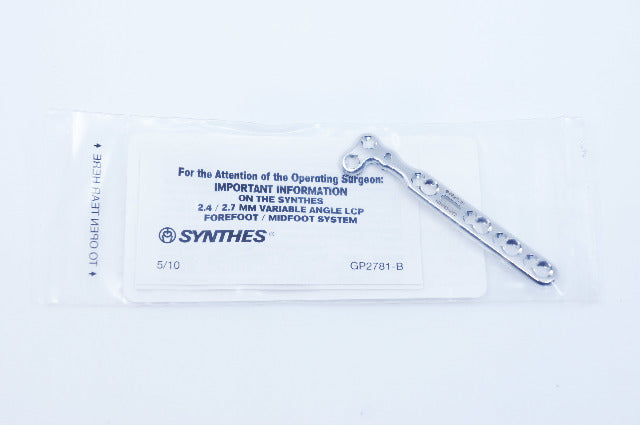 For the Attention of the Operating Surgeon:
IMPORTANT INFORMATION
ON THE SYNTHES
2.4 / 2.7 MM VARIABLE ANGLE LCP
FOREFOOT / MIDFOOT SYSTEM
SYNTHES®
5/10 GP2781-B
TO OPEN TEAR HERE